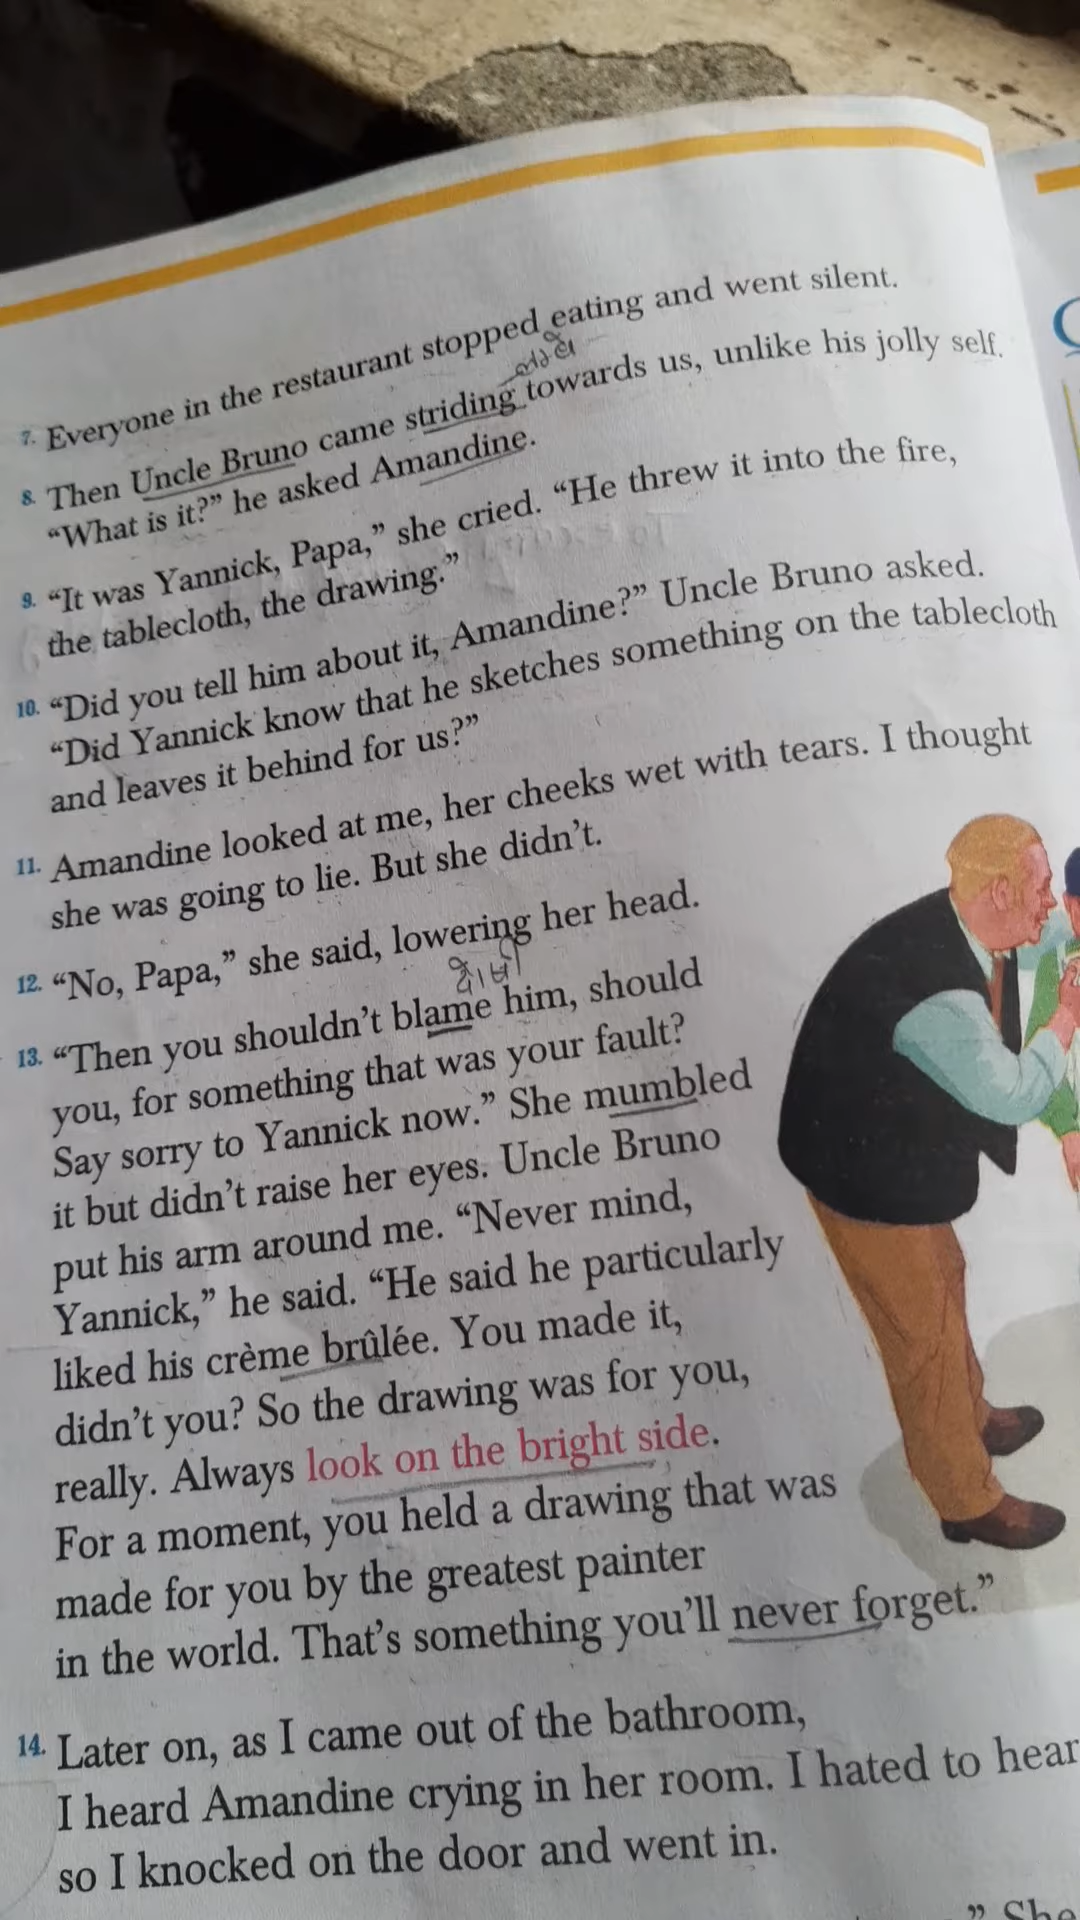 7. Everyone in the restaurant stopped eating and went silent.
8. Then Uncle Bruno came striding towards us, unlike his jolly self.
“What is it?” he asked Amandine.
9. “It was Yannick, Papa,” she cried. “He threw it into the fire,
the tablecloth, the drawing.”
10. “Did you tell him about it, Amandine?” Uncle Bruno asked.
“Did Yannick know that he sketches something on the tablecloth
and leaves it behind for us?”
11. Amandine looked at me, her cheeks wet with tears. I thought
she was going to lie. But she didn’t.
12. “No, Papa,” she said, lowering her head.
13. “Then you shouldn’t blame him, should
you, for something that was your fault?
Say sorry to Yannick now.” She mumbled
it but didn’t raise her eyes. Uncle Bruno
put his arm around me. “Never mind,
Yannick,” he said. “He said he particularly
liked his crème brûlée. You made it,
didn’t you? So the drawing was for you,
really. Always look on the bright side.
For a moment, you held a drawing that was
made for you by the greatest painter
in the world. That’s something you’ll never forget.”
14. Later on, as I came out of the bathroom,
I heard Amandine crying in her room. I hated to hear
so I knocked on the door and went in.
” She